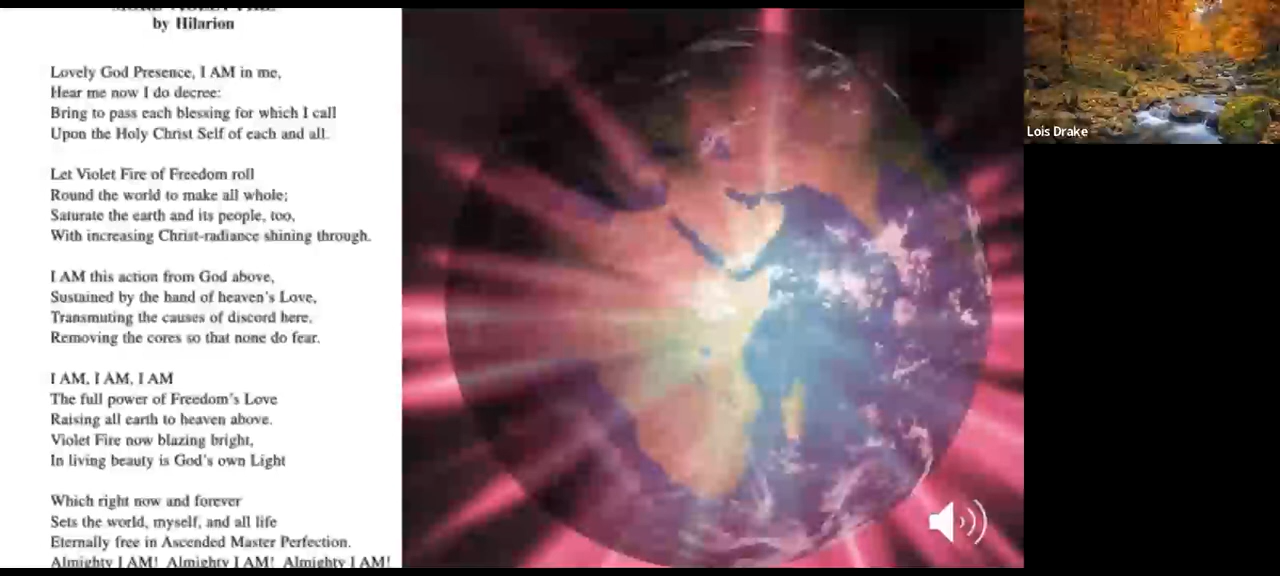 MORE VIOLET FIRE
by Hilarion
Lovely God Presence, I AM in me,
Hear me now I do decree:
Bring to pass each blessing for which I call
Upon the Holy Christ Self of each and all.
Let Violet Fire of Freedom roll
Round the world to make all whole;
Saturate the earth and its people, too,
With increasing Christ-radiance shining through.
I AM this action from God above,
Sustained by the hand of heaven's Love,
Transmuting the causes of discord here,
Removing the cores so that none do fear.
I AM, I AM, I AM
The full power of Freedom's Love
Raising all earth to heaven above.
Violet Fire now blazing bright,
In living beauty is God's own Light
Which right now and forever
Sets the world, myself, and all life
Eternally free in Ascended Master Perfection.
Almighty I AM! Almighty I AM! Almighty I AM!
Lois Drake